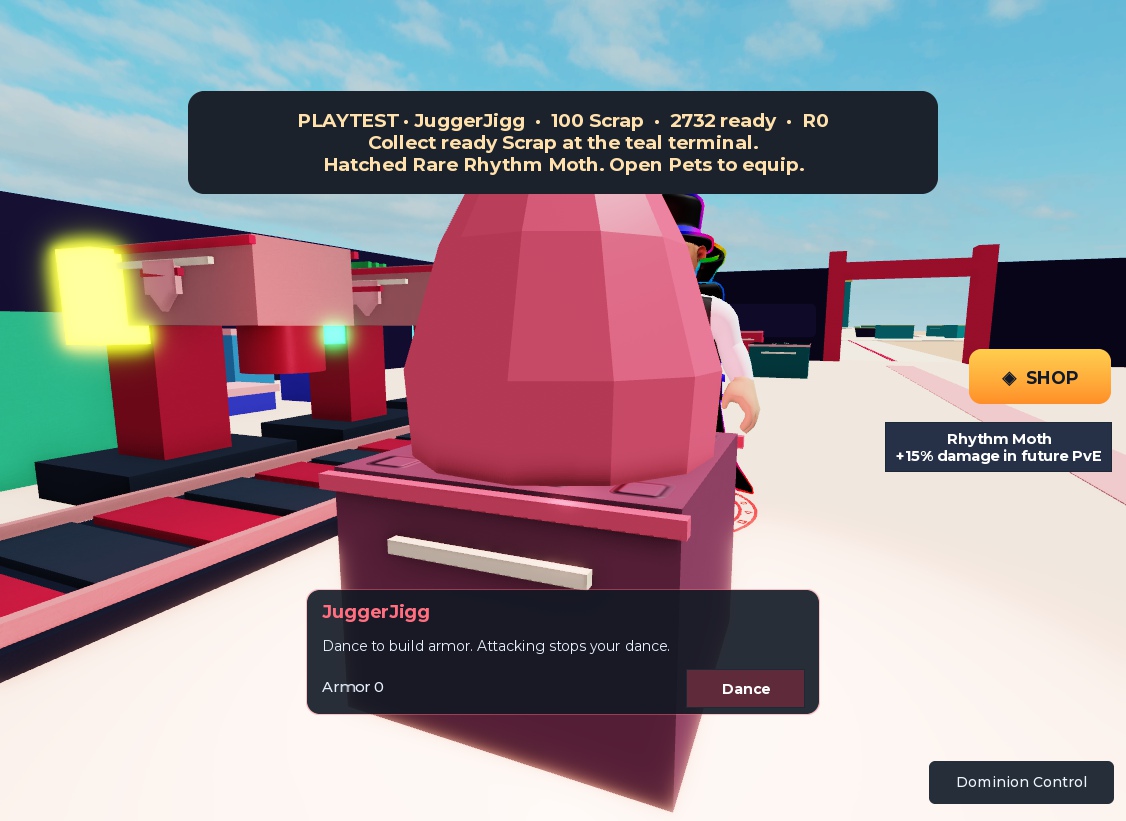 PLAYTEST · JuggerJigg · 100 Scrap · 2732 ready · R0
Collect ready Scrap at the teal terminal.
Hatched Rare Rhythm Moth. Open Pets to equip.
◈ SHOP
Rhythm Moth
+15% damage in future PvE
JuggerJigg
Dance to build armor. Attacking stops your dance.
Armor 0
Dance
Dominion Control